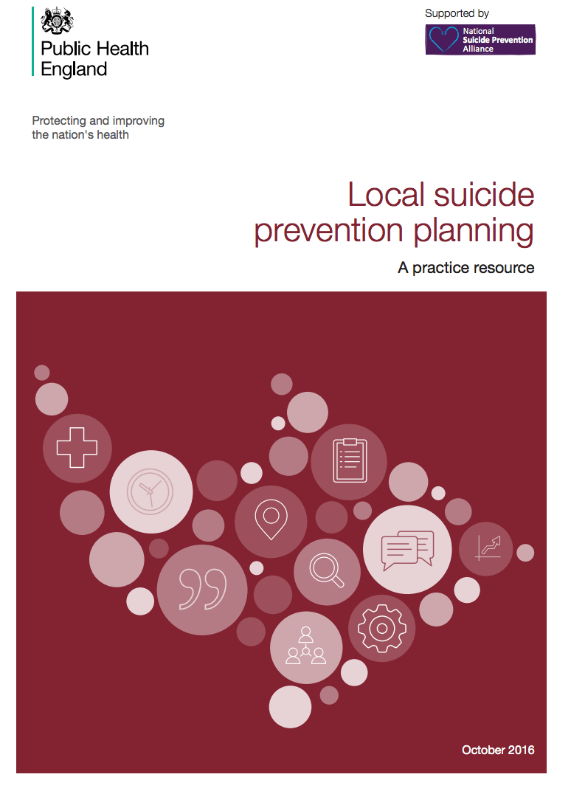 Supported by
National
Suicide Prevention
Alliance
Public Health
England
Protecting and improving
the nation's health
Local suicide
prevention planning
A practice resource
October 2016